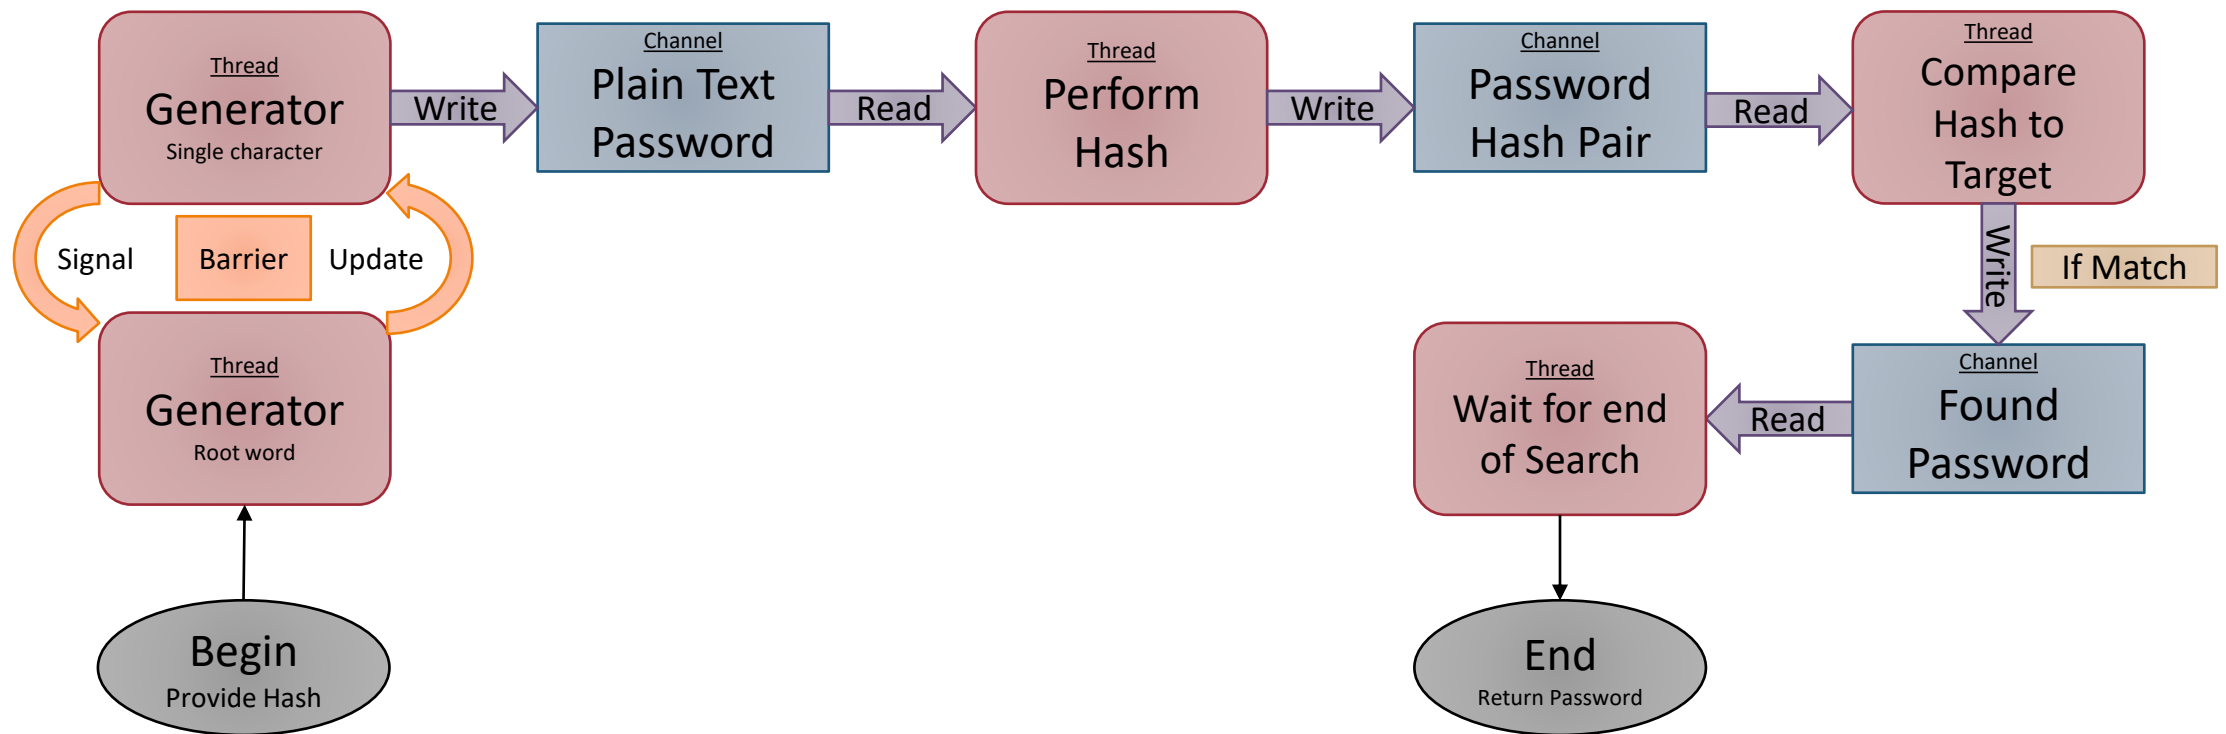 Thread
Generator
Single character
Write
Channel
Plain Text
Password
Read
Thread
Perform
Hash
Write
Channel
Password
Hash Pair
Read
Thread
Compare
Hash to
Target
Signal
Barrier
Update
Write
If Match
Thread
Generator
Root word
Thread
Wait for end
of Search
Read
Channel
Found
Password
Begin
Provide Hash
End
Return Password